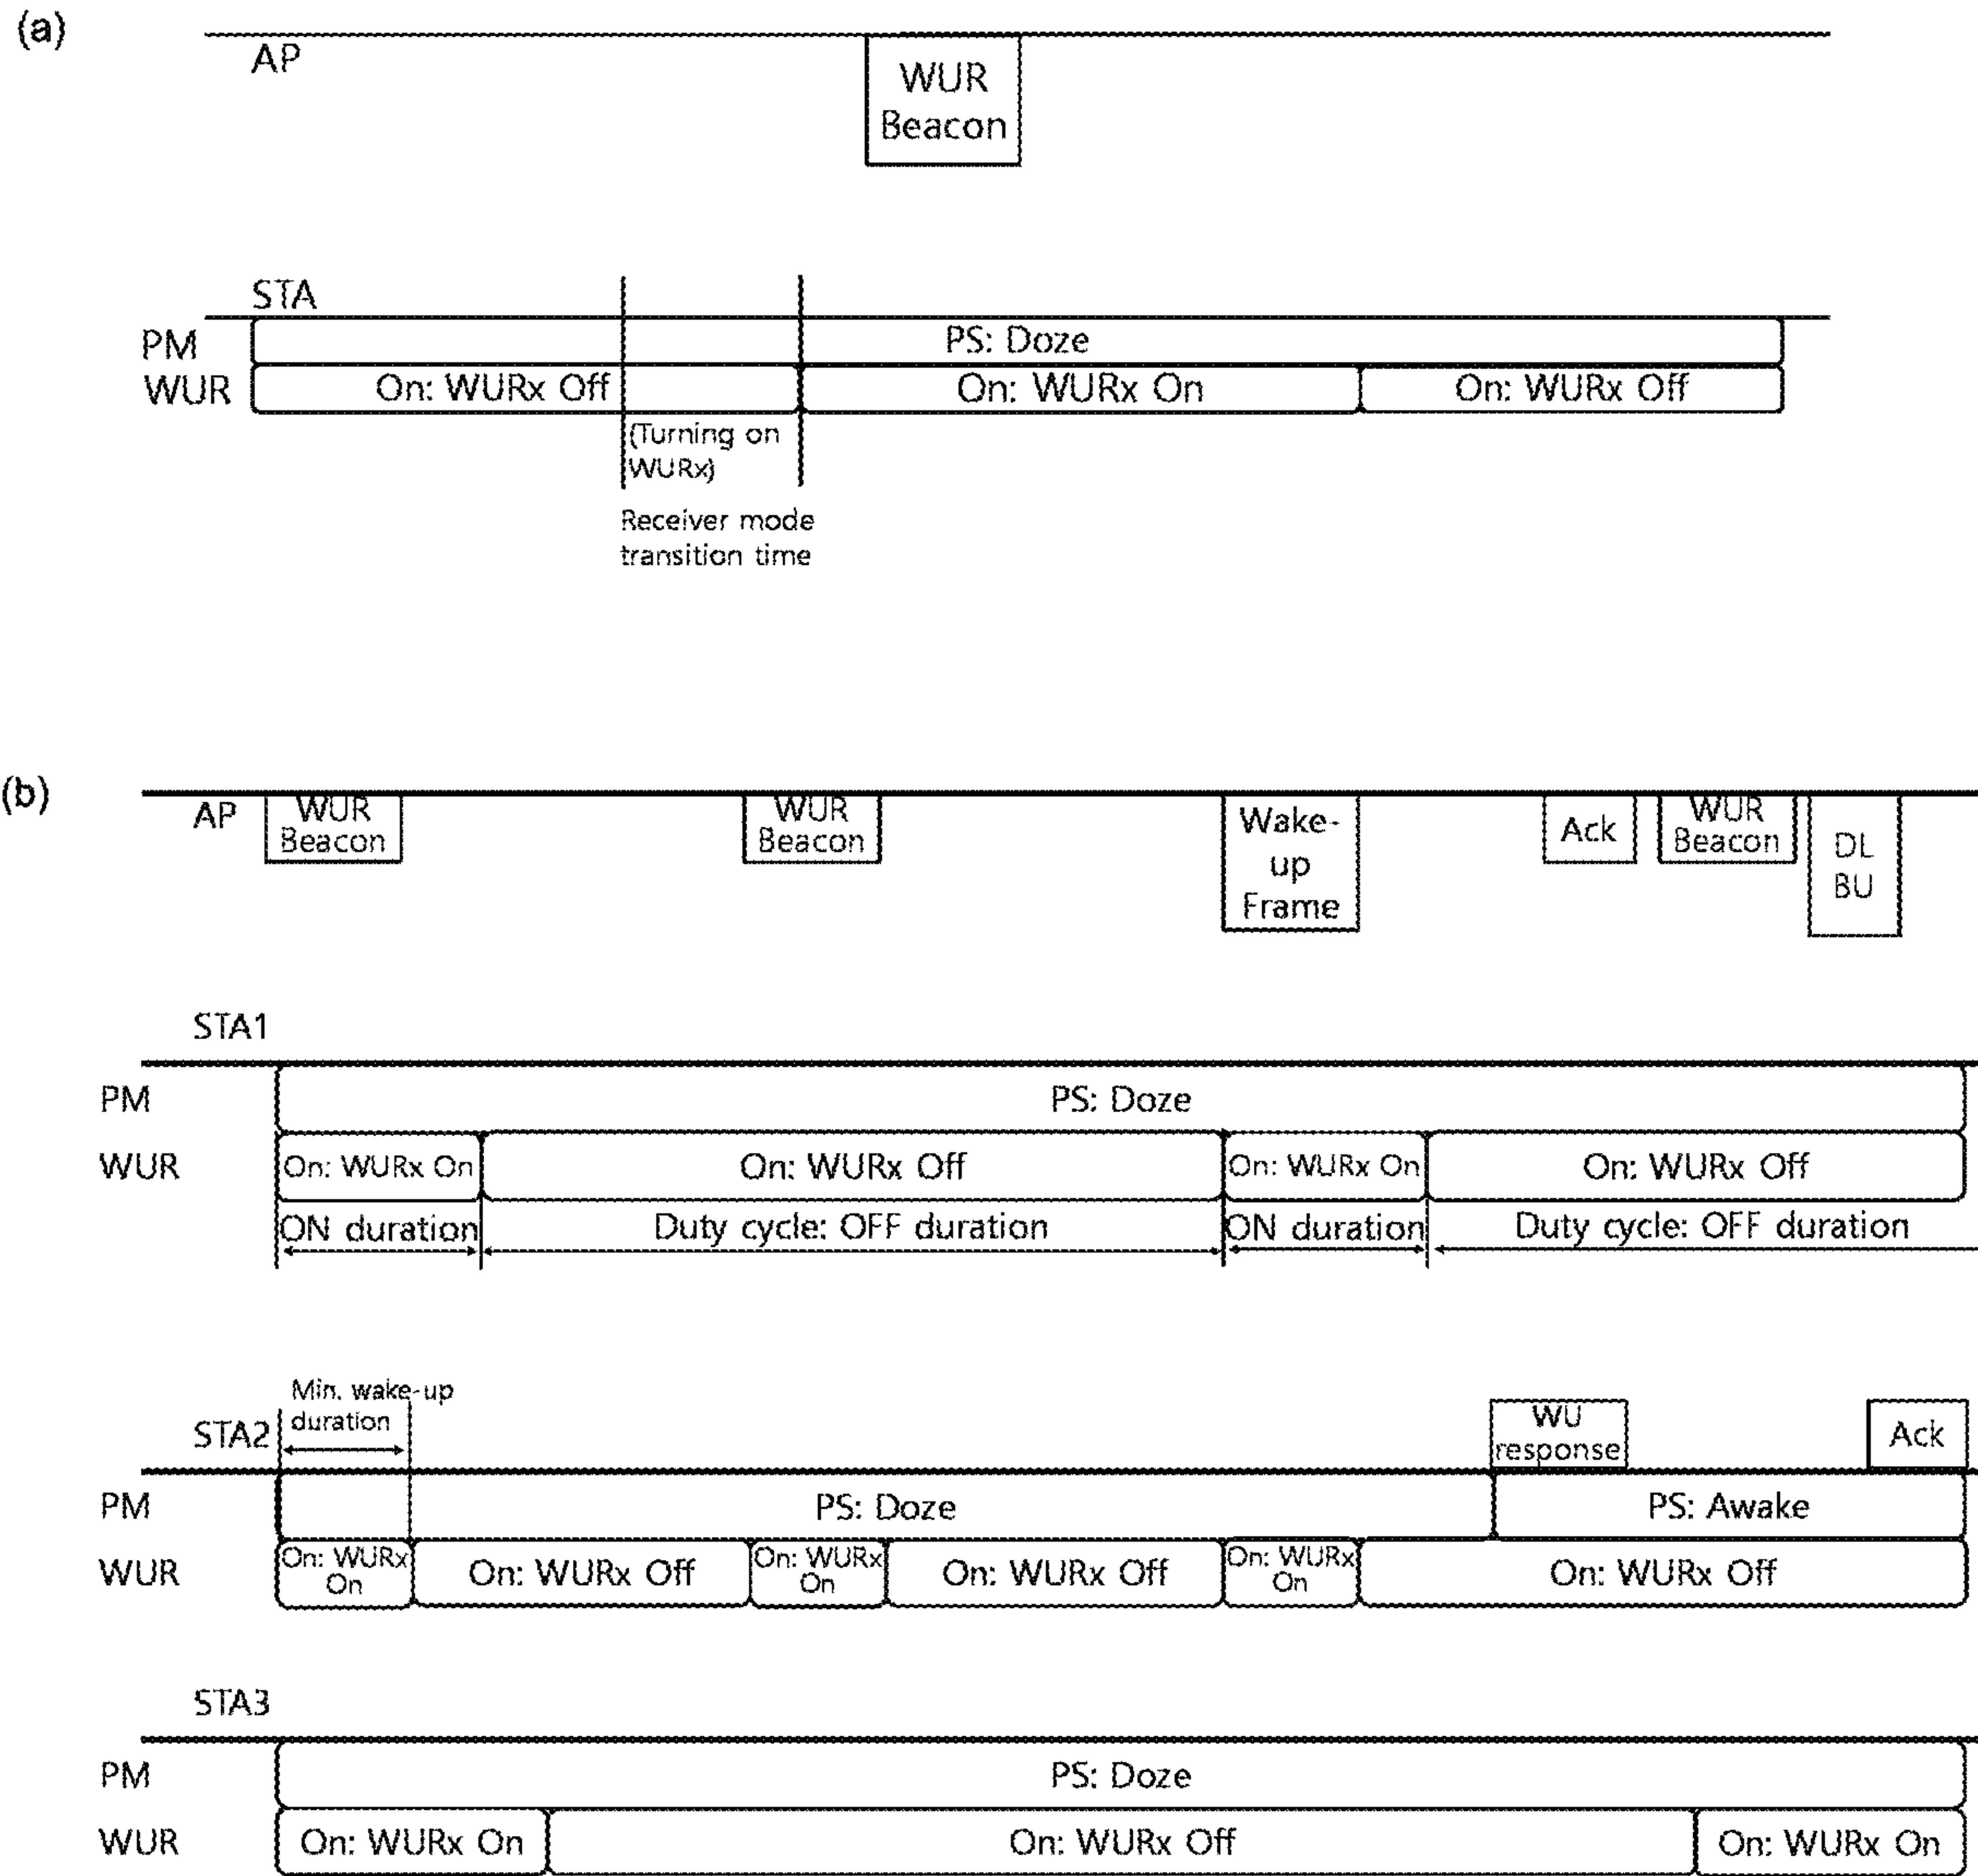 (a)
AP
WUR
Beacon
STA
PM
PS: Doze
WUR
On: WURx Off
On: WURx On
On: WURx Off
(Turning on
WURx)
Receiver mode
transition time
(b)
AP
WUR
Beacon
WUR
Beacon
Wake-
up
Frame
Ack
WUR
Beacon
DL
BU
STA1
PM
PS: Doze
WUR
On: WURx On
On: WURx Off
On: WURx On
On: WURx Off
ON duration
Duty cycle: OFF duration
ON duration
Duty cycle: OFF duration
Min. wake-up
duration
STA2
WU
response
Ack
PM
PS: Doze
PS: Awake
WUR
On: WURx
On
On: WURx Off
On: WURx
On
On: WURx Off
On: WURx
On
On: WURx Off
STA3
PM
PS: Doze
WUR
On: WURx On
On: WURx Off
On: WURx On